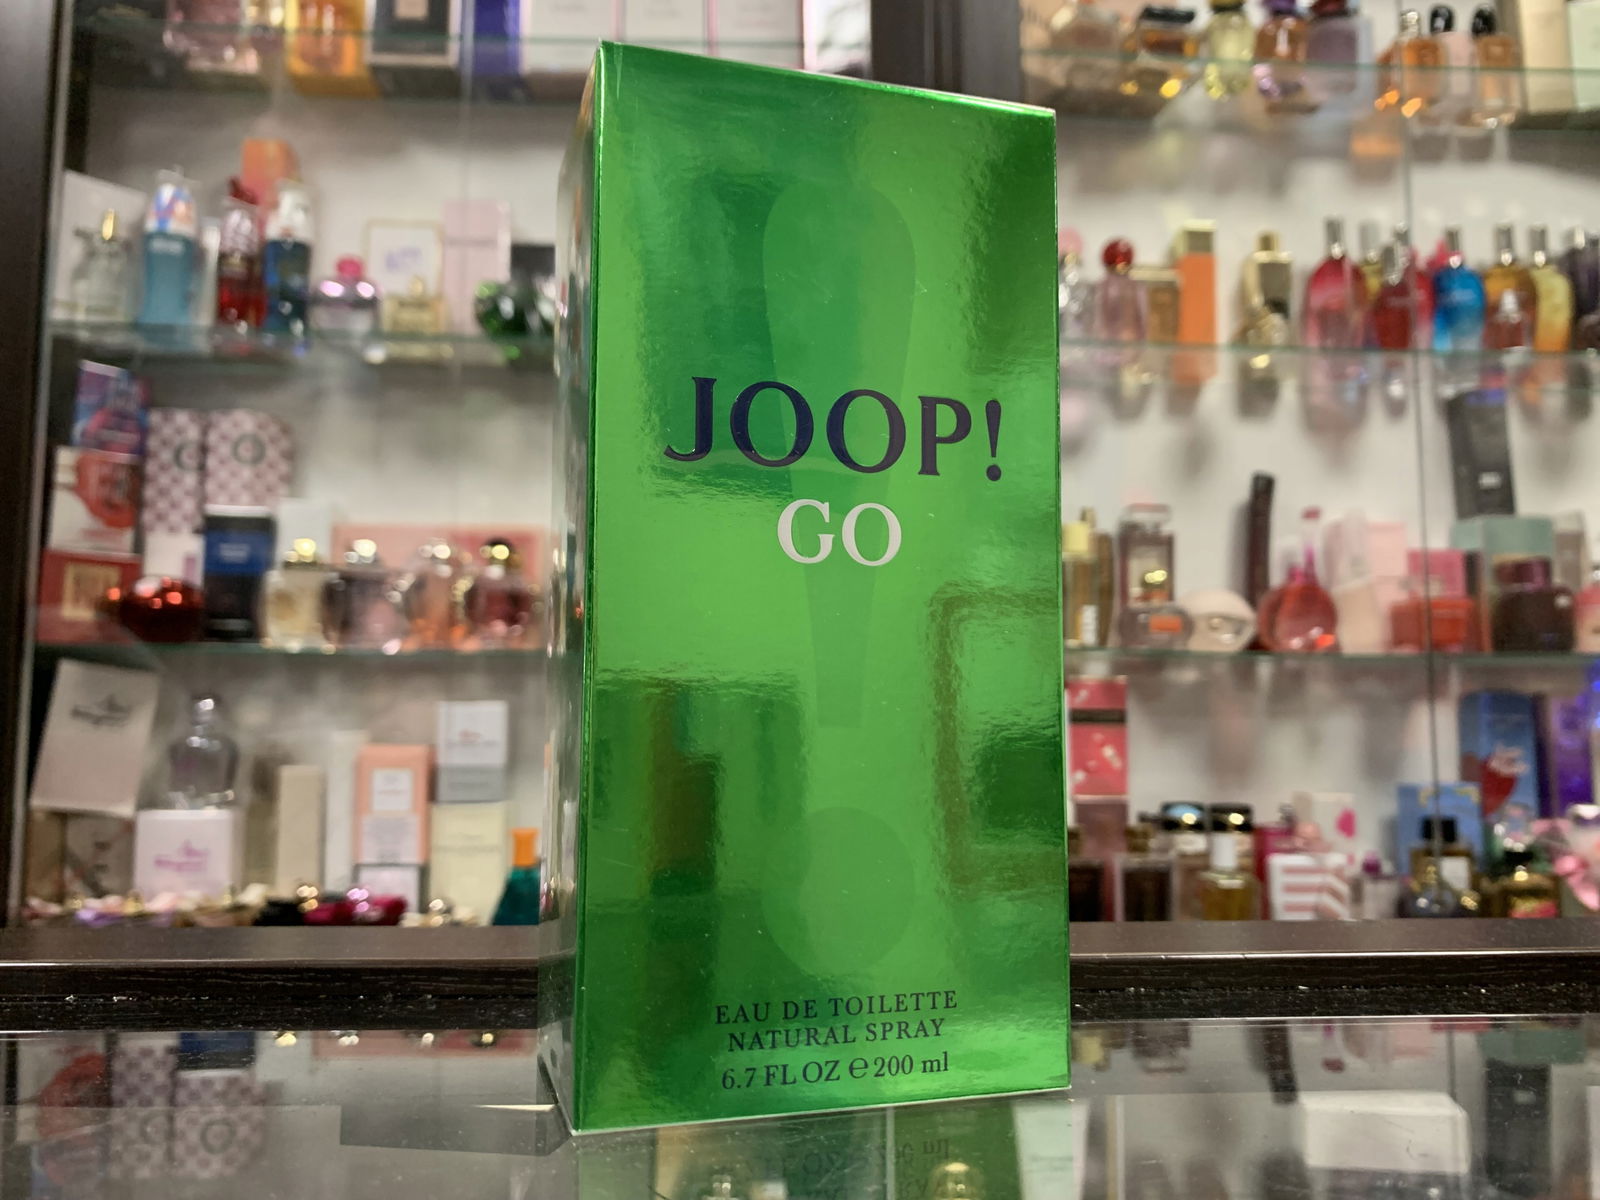 JOOP!
GO
EAU DE TOILETTE
NATURAL SPRAY
6.7 FL OZ ℮ 200 ml